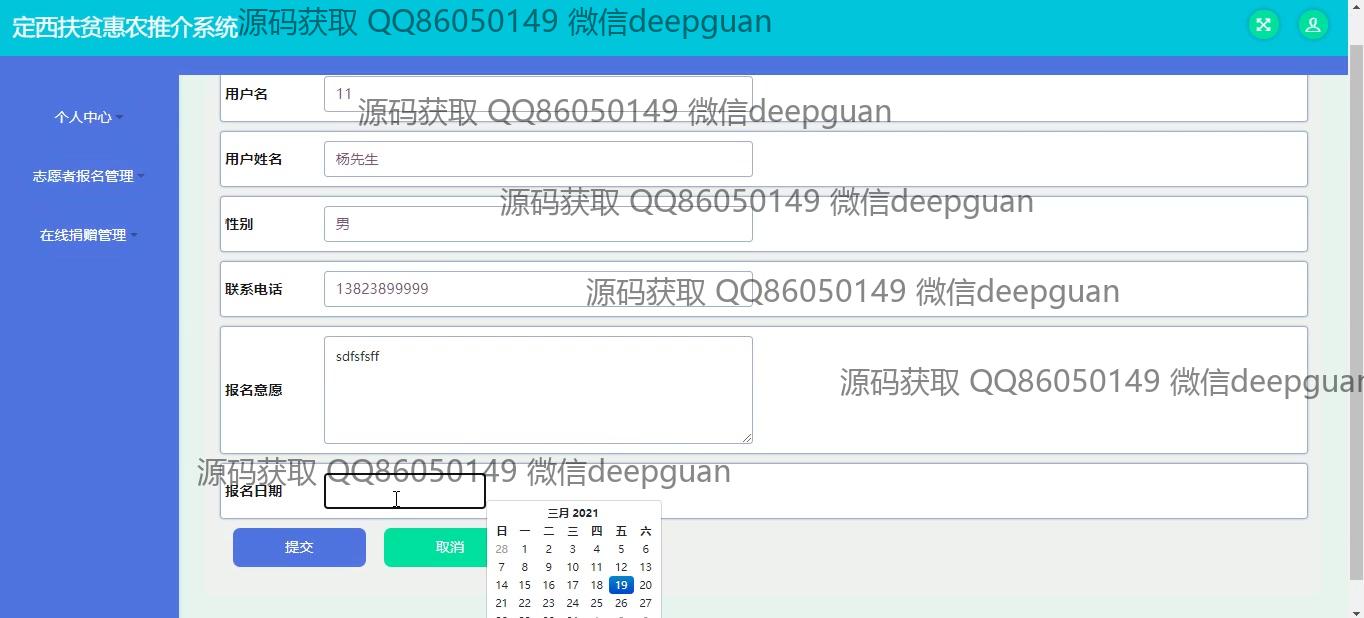 定西扶贫惠农推介系统
源码获取 QQ86050149 微信deepguan
个人中心
志愿者报名管理
在线捐赠管理
用户名 11
源码获取 QQ86050149 微信deepguan
用户姓名 杨先生
源码获取 QQ86050149 微信deepguan
性别 男
联系电话 13823899999
源码获取 QQ86050149 微信deepguan
报名意愿 sdfsfsff
源码获取 QQ86050149 微信deepguan
源码获取 QQ86050149 微信deepguan
报名日期
提交 取消
三月 2021
日 一 二 三 四 五 六
28 1 2 3 4 5 6
7 8 9 10 11 12 13
14 15 16 17 18 19 20
21 22 23 24 25 26 27